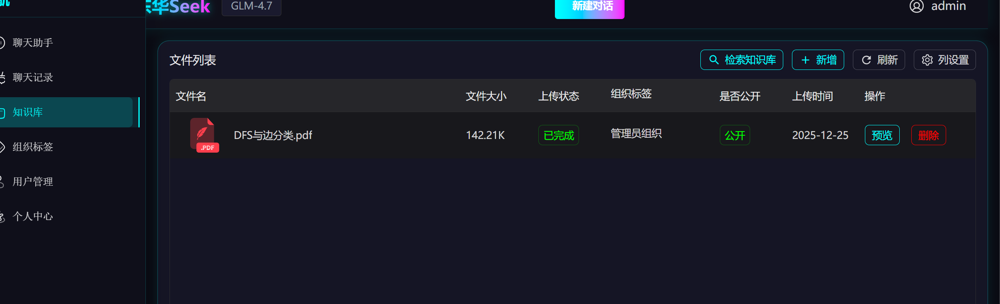 航
华Seek
GLM-4.7
新建对话
admin
聊天助手
聊天记录
知识库
组织标签
用户管理
个人中心
文件列表
检索知识库
新增
刷新
列设置
文件名 文件大小 上传状态 组织标签 是否公开 上传时间 操作
.PDF DFS与边分类.pdf 142.21K 已完成 管理员组织 公开 2025-12-25 预览 删除